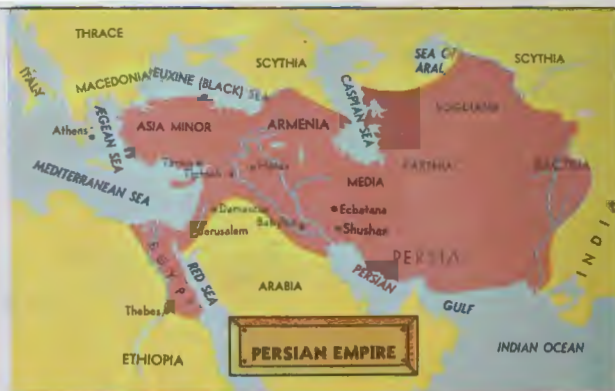 THRACE
SCYTHIA
SEA OF
ARAL
SCYTHIA
ITALY
MACEDONIA
EUXINE (BLACK) SEA
CASPIAN SEA
SOGDIANA
ÆGEAN SEA
Athens
ASIA MINOR
ARMENIA
PARTHIA
BACTRIA
MEDITERRANEAN SEA
MEDIA
Damascus
Ecbatana
Jerusalem
Shushan
INDIA
EGYPT
RED SEA
PERSIAN
PERSIA
Thebes
ARABIA
GULF
ETHIOPIA
PERSIAN EMPIRE
INDIAN OCEAN